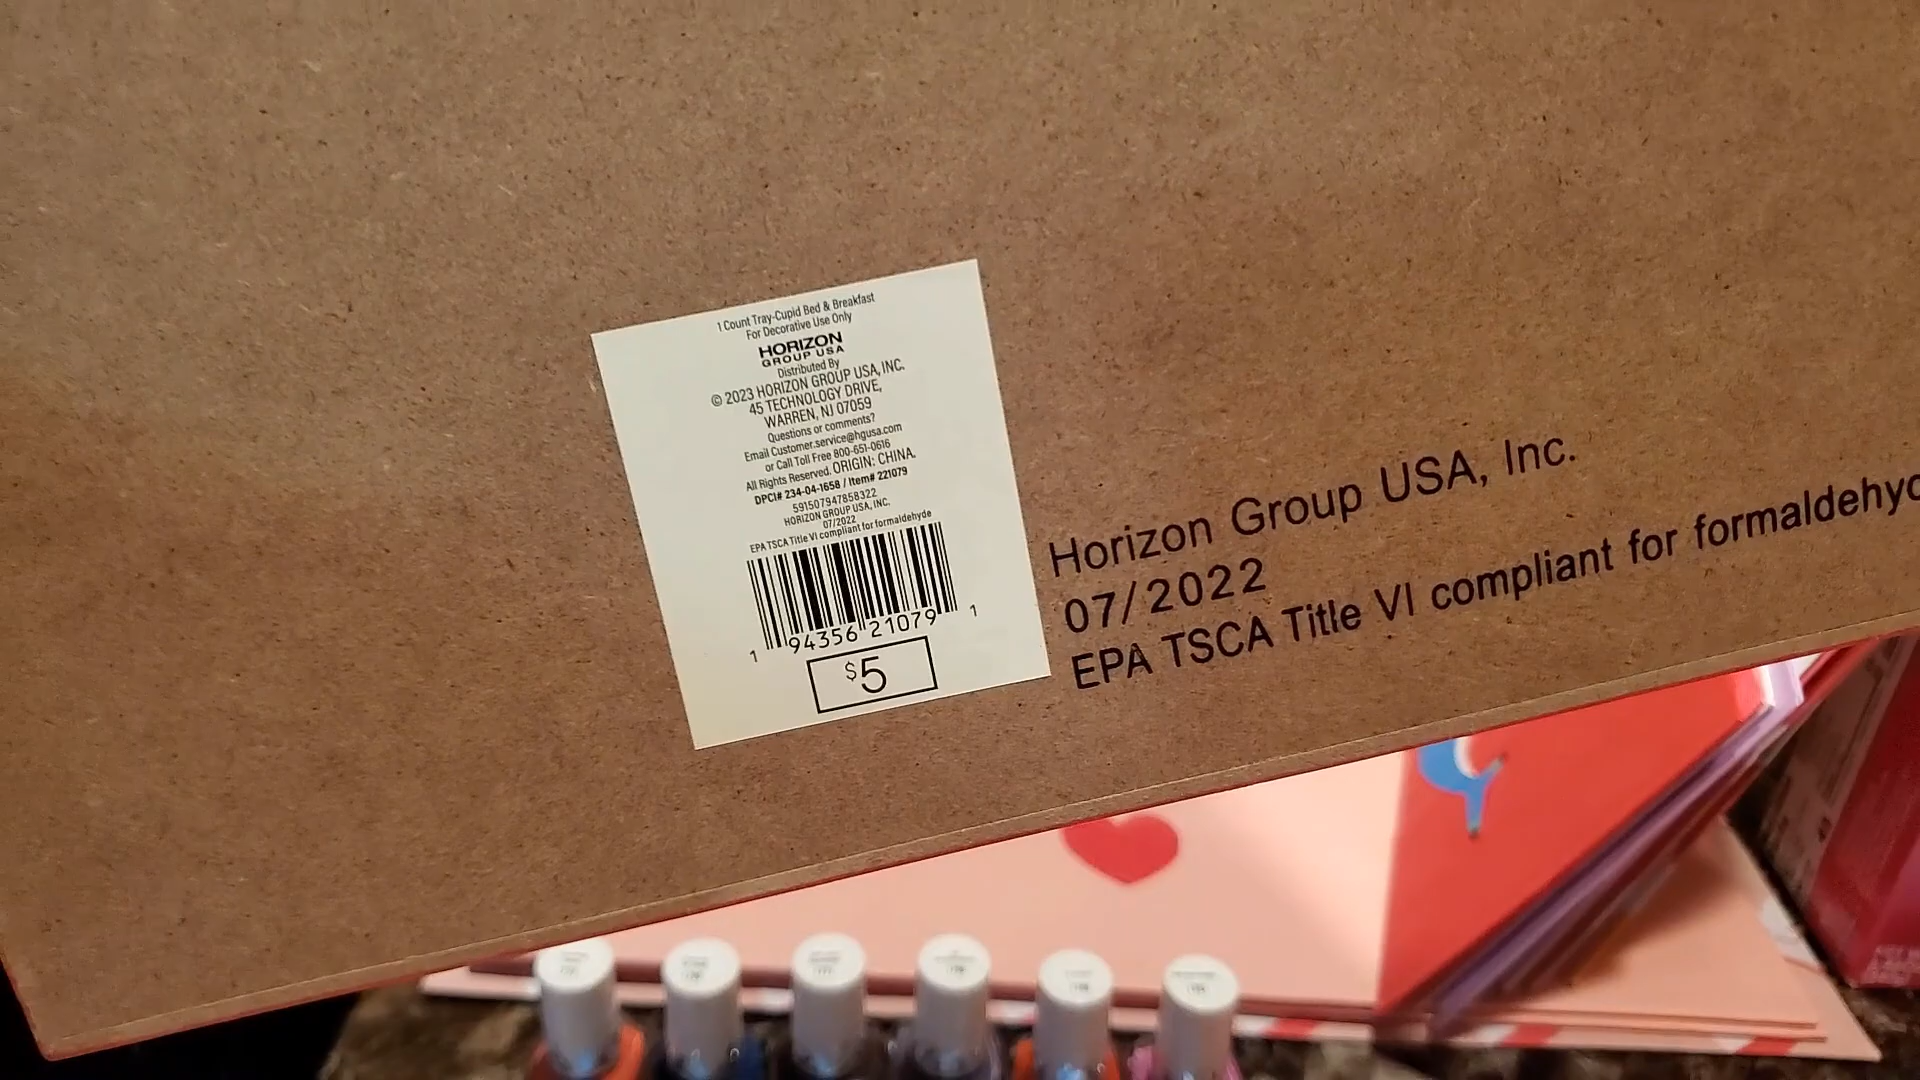 1 Count Tray-Cupid Bed & Breakfast
For Decorative Use Only
HORIZON
GROUP USA
Distributed By
© 2023 HORIZON GROUP USA, INC.
45 TECHNOLOGY DRIVE,
WARREN, NJ 07059
Questions or comments?
Email Customer.service@hgusa.com
or Call Toll Free 800-651-0616
All Rights Reserved. ORIGIN: CHINA.
DPCI# 234-04-1658 / Item# 221079
591507947858322
HORIZON GROUP USA, INC.
07/2022
EPA TSCA Title VI compliant for formaldehyde
1 94356 21079 1
$5
Horizon Group USA, Inc.
07/2022
EPA TSCA Title VI compliant for formaldehyd